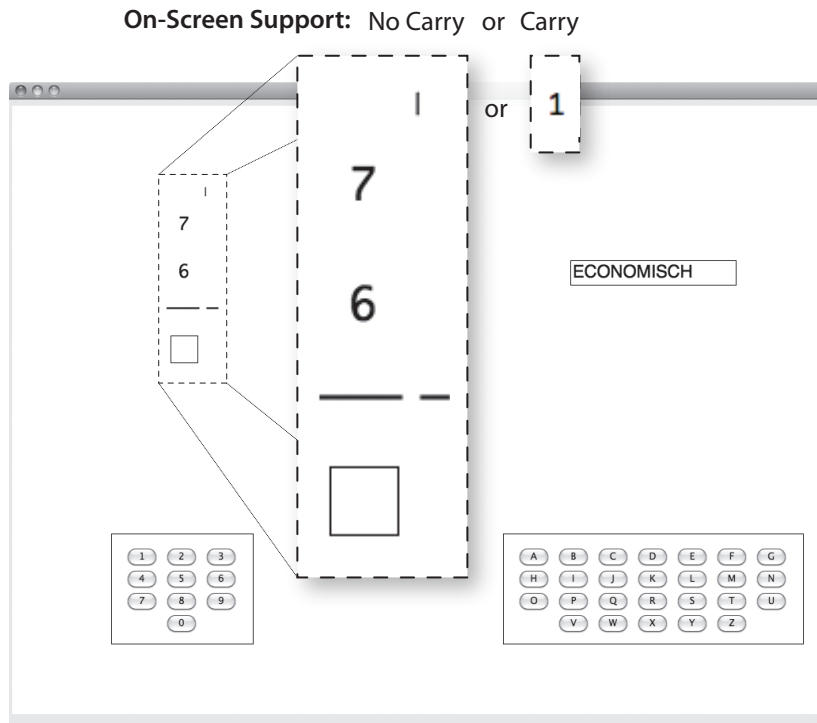 On-Screen Support: No Carry or Carry
or 1
7
6
7
6
ECONOMISCH
1 2 3
4 5 6
7 8 9
0
A B C D E F G
H I J K L M N
O P Q R S T U
V W X Y Z